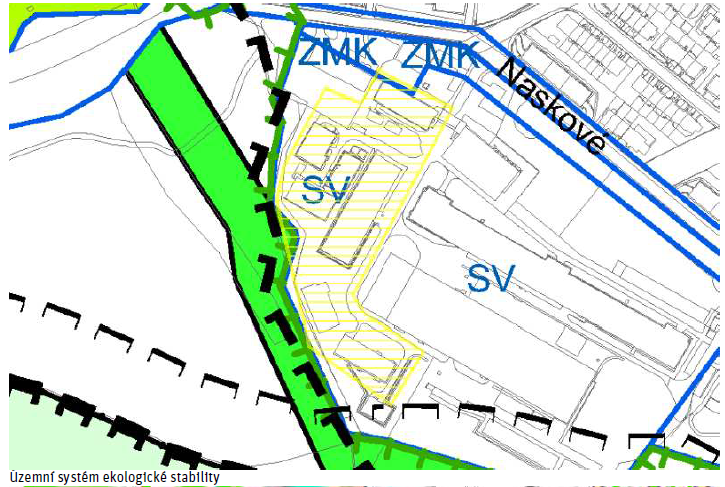 ZMK
ZMK
Naskové
SV
SV
Územní systém ekologické stability